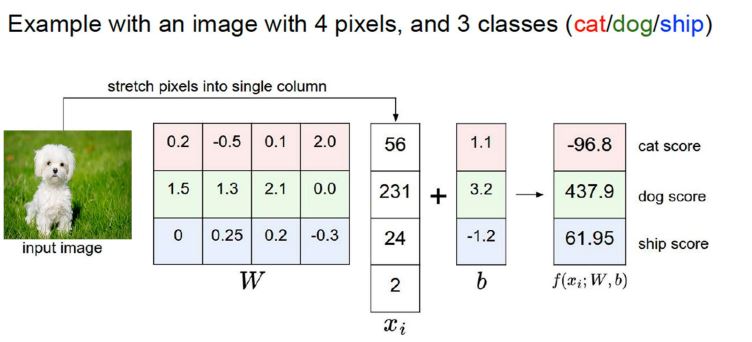 Example with an image with 4 pixels, and 3 classes (cat/dog/ship)
stretch pixels into single column
0.2 -0.5 0.1 2.0 56 1.1 -96.8 cat score
1.5 1.3 2.1 0.0 231 + 3.2 437.9 dog score
0 0.25 0.2 -0.3 24 -1.2 61.95 ship score
input image
W 2 b f(xᵢ; W, b)
xᵢ